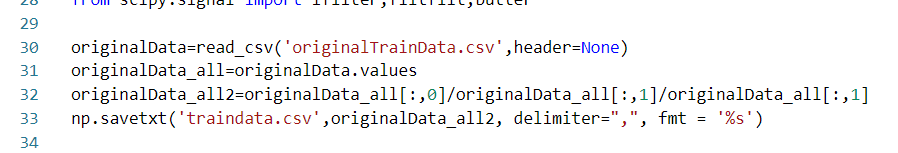 28 from scipy.signal import lfilter,filtfilt,butter
29
30 originalData=read_csv('originalTrainData.csv',header=None)
31 originalData_all=originalData.values
32 originalData_all2=originalData_all[:,0]/originalData_all[:,1]/originalData_all[:,1]
33 np.savetxt('traindata.csv',originalData_all2, delimiter=",", fmt = '%s')
34